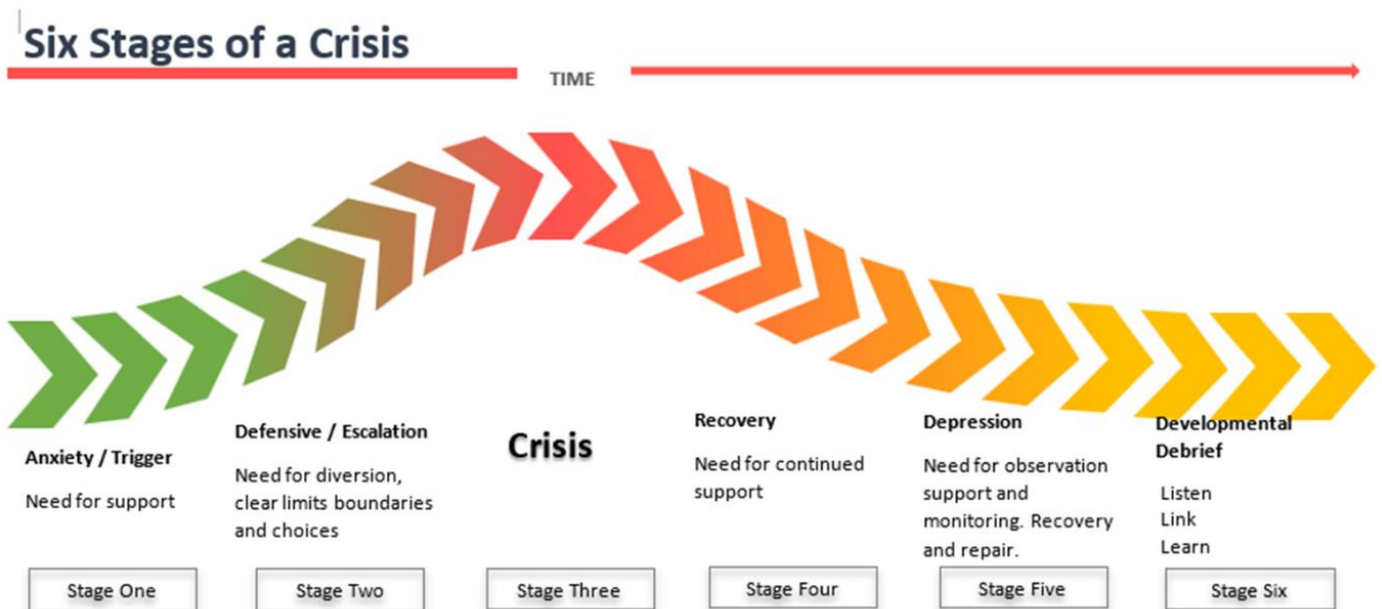 Six Stages of a Crisis
TIME
Anxiety / Trigger
Need for support
Stage One
Defensive / Escalation
Need for diversion,
clear limits boundaries
and choices
Stage Two
Crisis
Stage Three
Recovery
Need for continued
support
Stage Four
Depression
Need for observation
support and
monitoring. Recovery
and repair.
Stage Five
Developmental
Debrief
Listen
Link
Learn
Stage Six